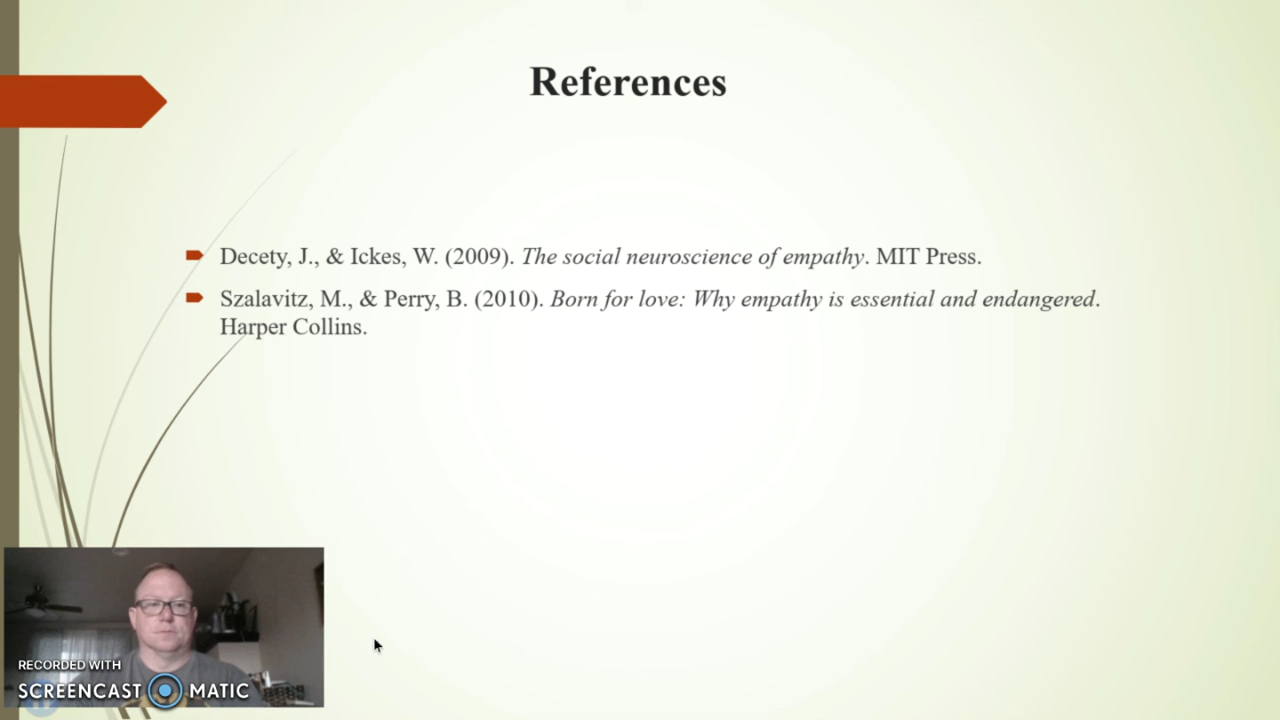 References
Decety, J., & Ickes, W. (2009). The social neuroscience of empathy. MIT Press.
Szalavitz, M., & Perry, B. (2010). Born for love: Why empathy is essential and endangered.
Harper Collins.
RECORDED WITH
SCREENCAST MATIC